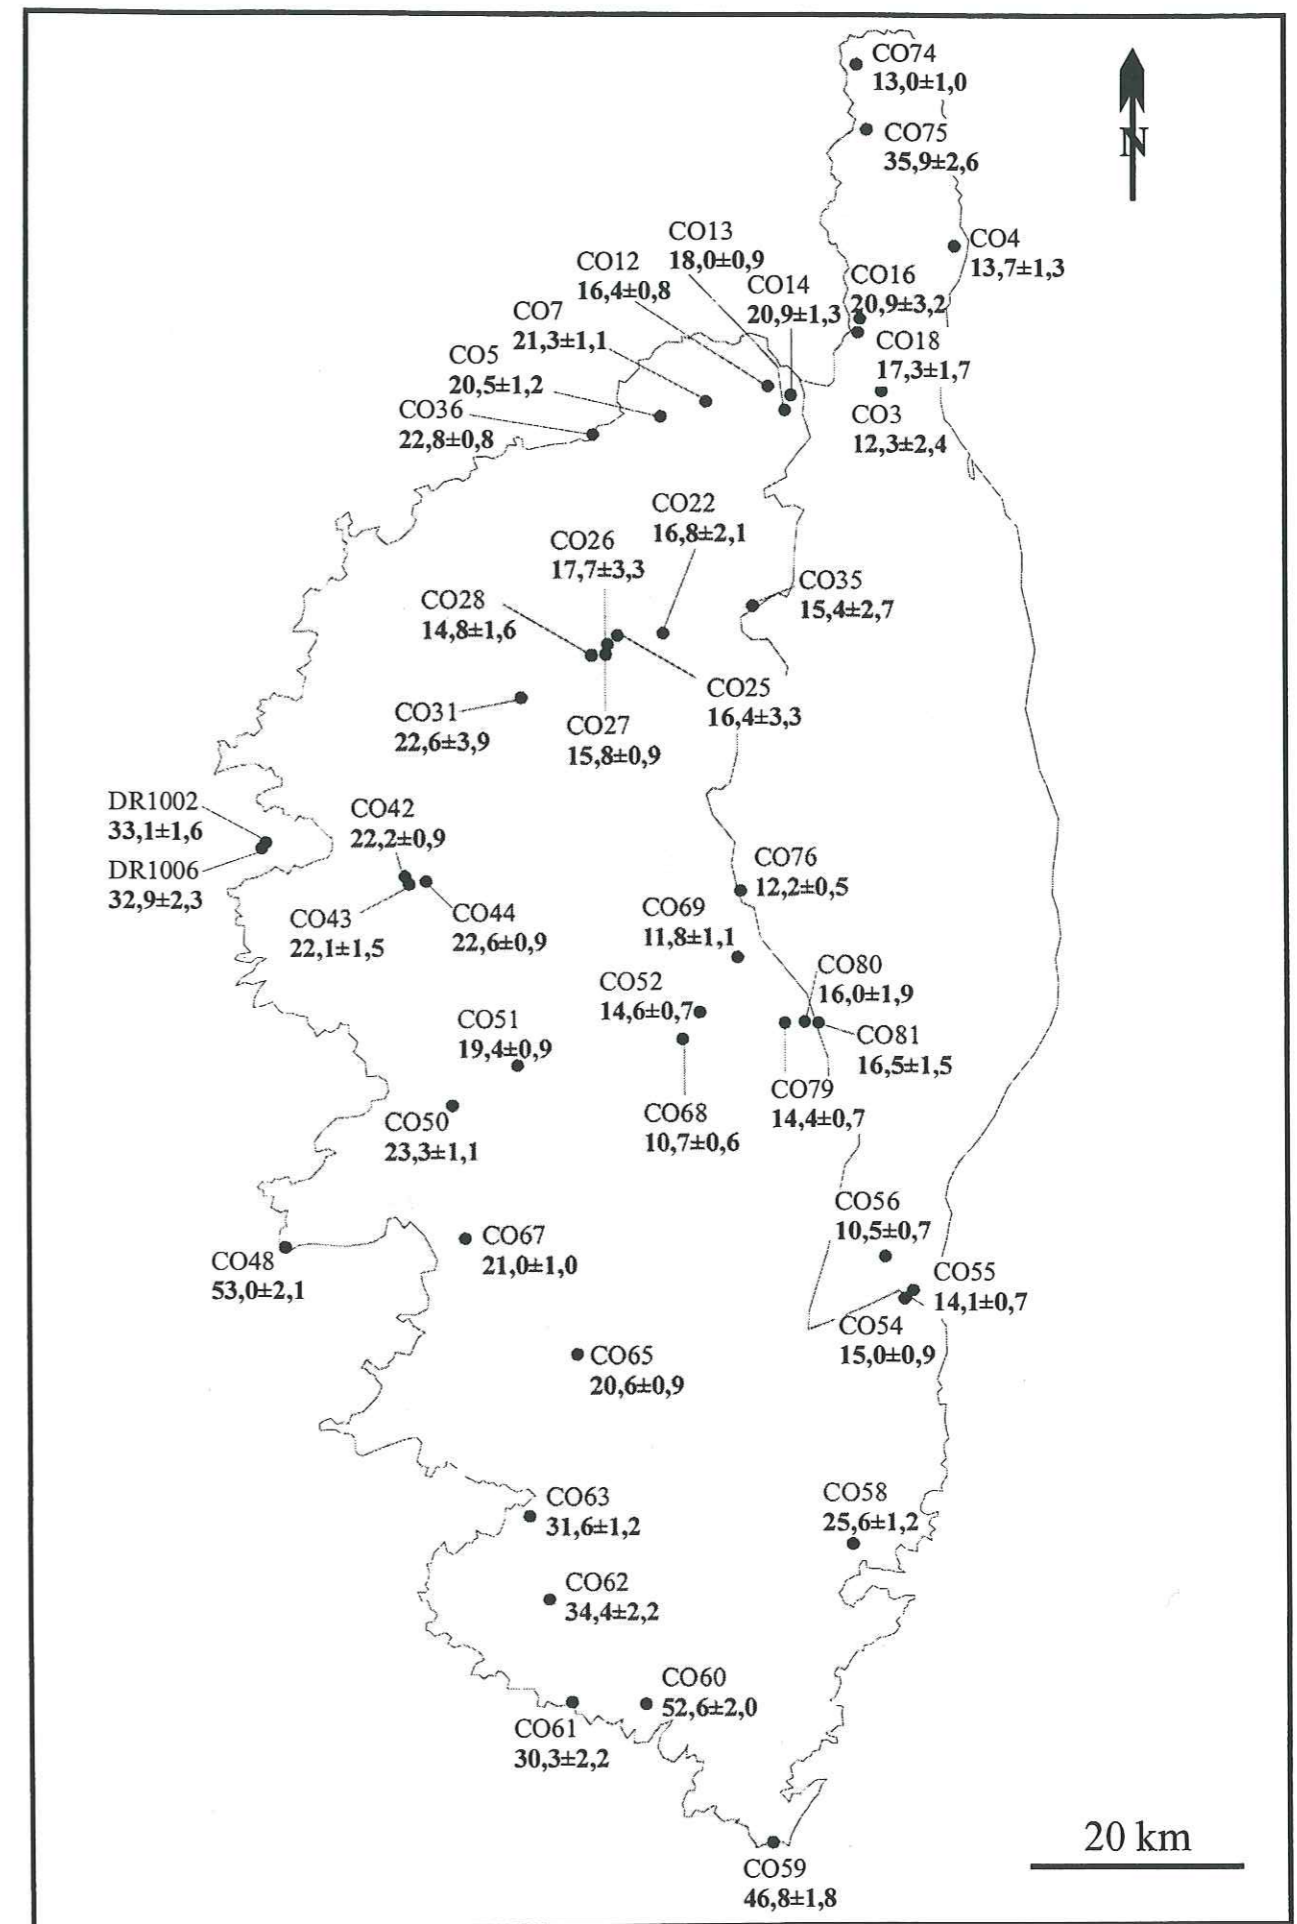 CO74
13,0±1,0
N
CO75
35,9±2,6
CO4
13,7±1,3
CO13
18,0±0,9
CO12
16,4±0,8
CO14
20,9±1,3
CO16
20,9±3,2
CO7
21,3±1,1
CO18
17,3±1,7
CO5
20,5±1,2
CO36
22,8±0,8
CO3
12,3±2,4
CO22
16,8±2,1
CO26
17,7±3,3
CO35
15,4±2,7
CO28
14,8±1,6
CO25
16,4±3,3
CO31
22,6±3,9
CO27
15,8±0,9
DR1002
33,1±1,6
CO42
22,2±0,9
DR1006
32,9±2,3
CO76
12,2±0,5
CO43
22,1±1,5
CO44
22,6±0,9
CO69
11,8±1,1
CO80
16,0±1,9
CO52
14,6±0,7
CO51
19,4±0,9
CO81
16,5±1,5
CO79
14,4±0,7
CO50
23,3±1,1
CO68
10,7±0,6
CO56
10,5±0,7
CO67
21,0±1,0
CO48
53,0±2,1
CO55
14,1±0,7
CO54
15,0±0,9
CO65
20,6±0,9
CO63
31,6±1,2
CO58
25,6±1,2
CO62
34,4±2,2
CO60
52,6±2,0
CO61
30,3±2,2
20 km
CO59
46,8±1,8